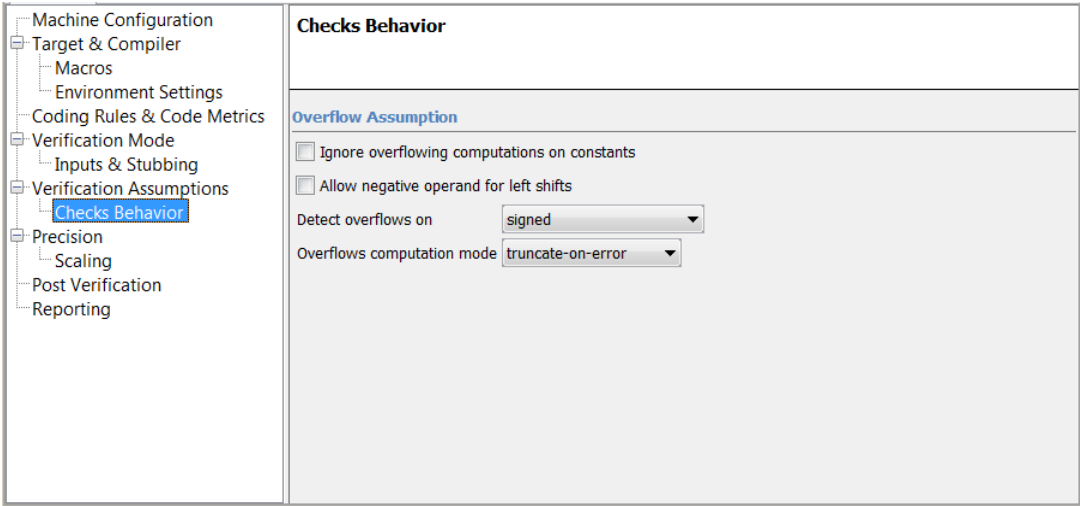 Machine Configuration
Target & Compiler
Macros
Environment Settings
Coding Rules & Code Metrics
Verification Mode
Inputs & Stubbing
Verification Assumptions
Checks Behavior
Precision
Scaling
Post Verification
Reporting
Checks Behavior
Overflow Assumption
Ignore overflowing computations on constants
Allow negative operand for left shifts
Detect overflows on signed
Overflows computation mode truncate-on-error